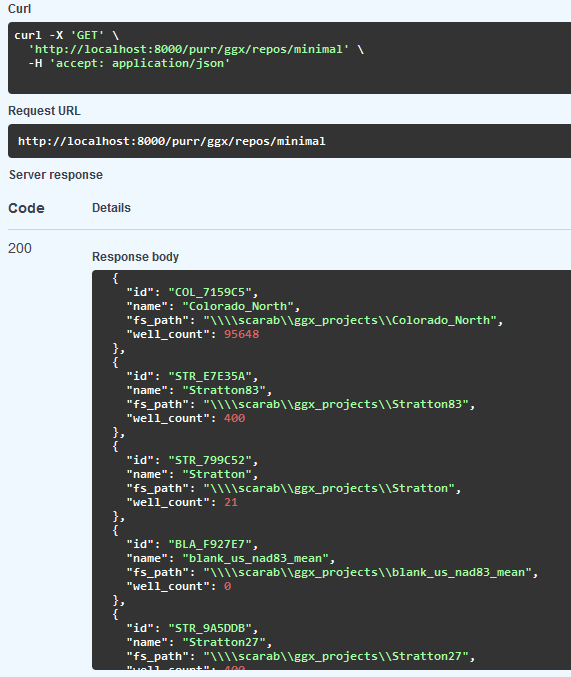 Curl
curl -X 'GET' \
  'http://localhost:8000/purr/ggx/repos/minimal' \
  -H 'accept: application/json'
Request URL
http://localhost:8000/purr/ggx/repos/minimal
Server response
Code Details
200
Response body
  {
    "id": "COL_7159C5",
    "name": "Colorado_North",
    "fs_path": "\\\\scarab\\ggx_projects\\Colorado_North",
    "well_count": 95648
  },
  {
    "id": "STR_E7E35A",
    "name": "Stratton83",
    "fs_path": "\\\\scarab\\ggx_projects\\Stratton83",
    "well_count": 400
  },
  {
    "id": "STR_799C52",
    "name": "Stratton",
    "fs_path": "\\\\scarab\\ggx_projects\\Stratton",
    "well_count": 21
  },
  {
    "id": "BLA_F927E7",
    "name": "blank_us_nad83_mean",
    "fs_path": "\\\\scarab\\ggx_projects\\blank_us_nad83_mean",
    "well_count": 0
  },
  {
    "id": "STR_9A5DDB",
    "name": "Stratton27",
    "fs_path": "\\\\scarab\\ggx_projects\\Stratton27",
    "well_count": 400